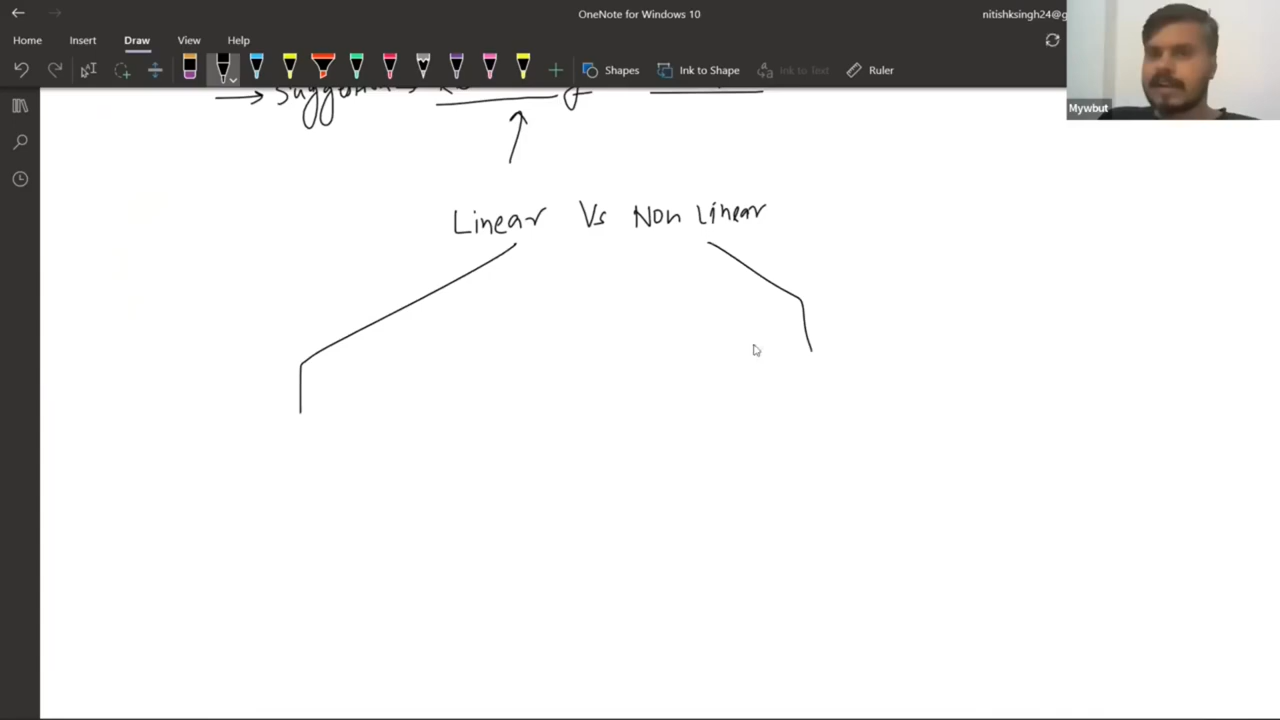 OneNote for Windows 10
nitishksingh24@g
Home Insert Draw View Help
Shapes Ink to Shape Ink to Text Ruler
Mywbut
Linear Vs Non Linear